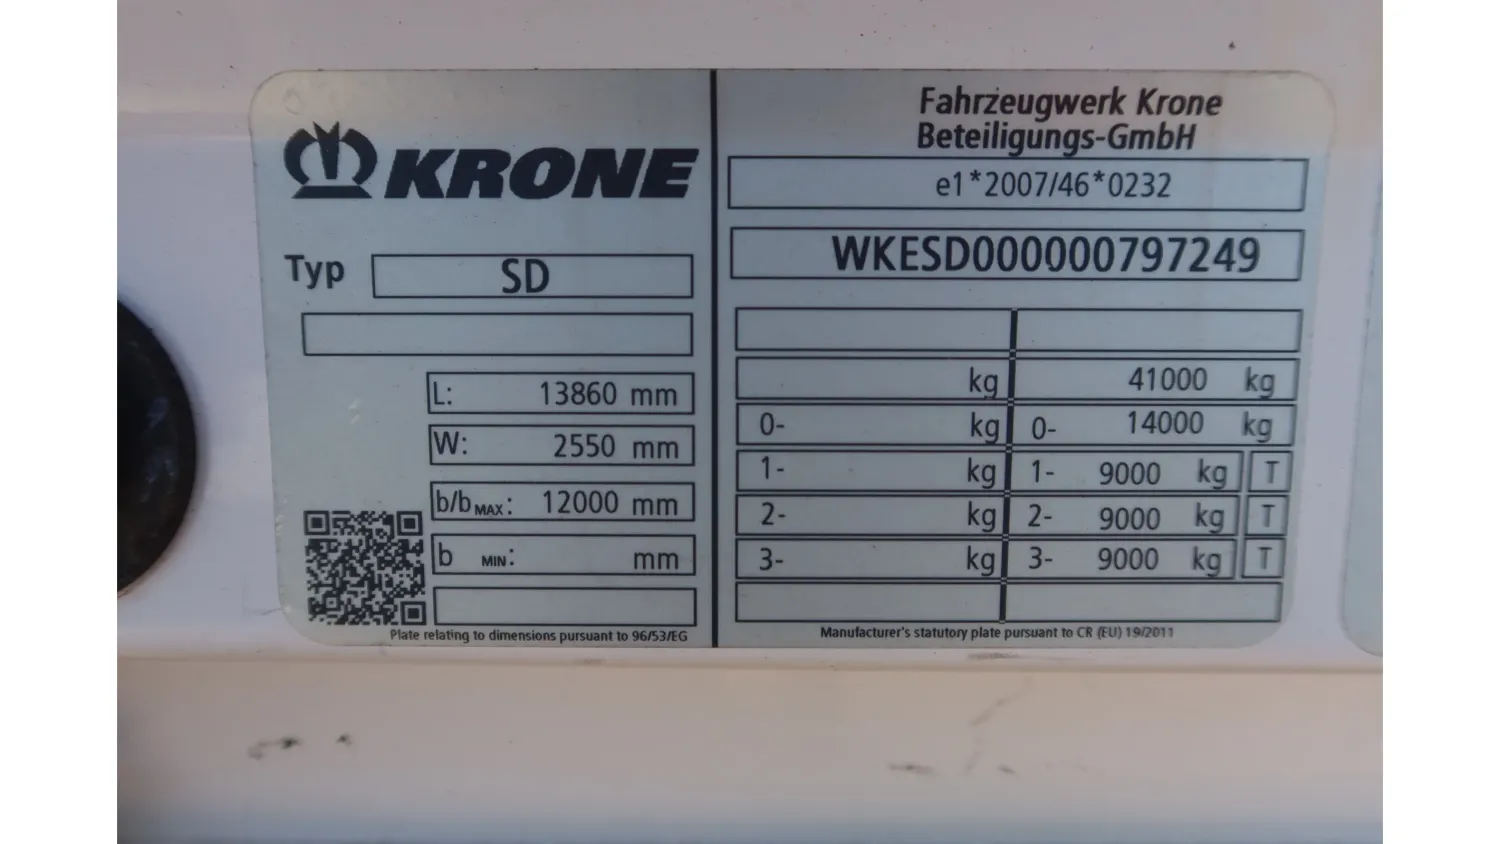 KRONE
Typ SD
L: 13860 mm
W: 2550 mm
b/b MAX: 12000 mm
b MIN: mm
Plate relating to dimensions pursuant to 96/53/EG
Fahrzeugwerk Krone
Beteiligungs-GmbH
e1*2007/46*0232
WKESD000000797249
kg 41000 kg
0- kg 0- 14000 kg
1- kg 1- 9000 kg T
2- kg 2- 9000 kg T
3- kg 3- 9000 kg T
Manufacturer's statutory plate pursuant to CR (EU) 19/2011